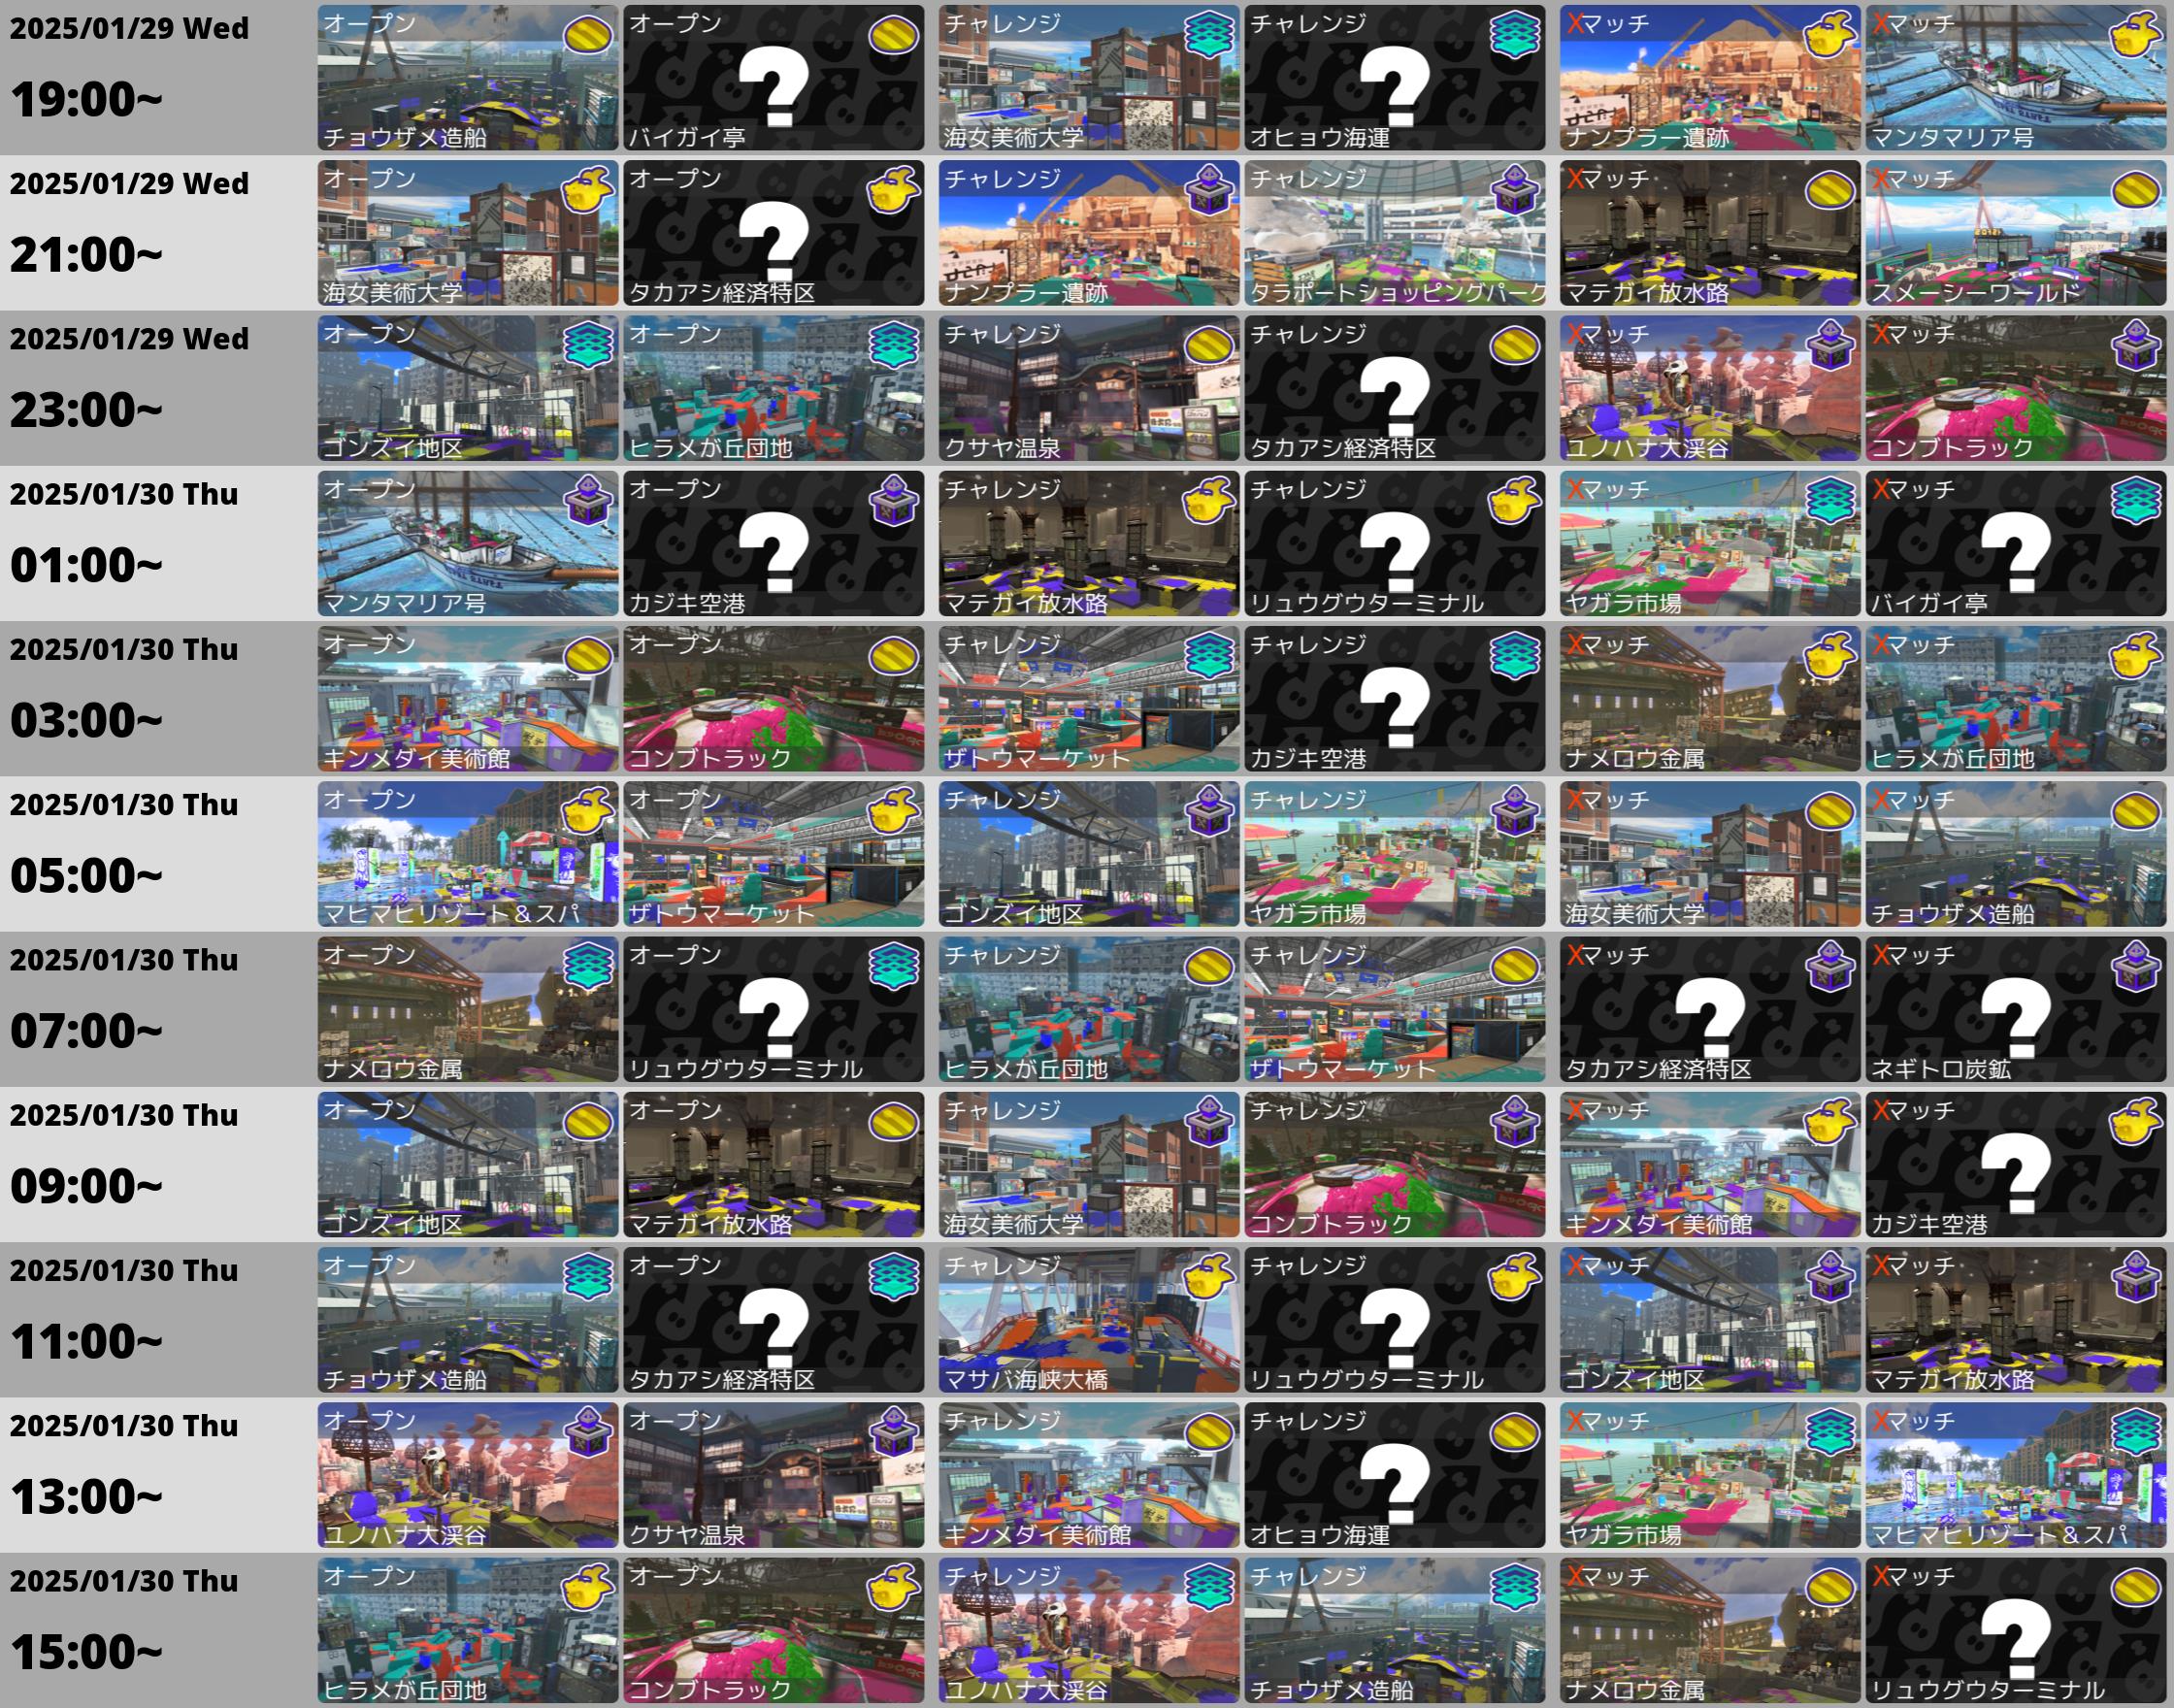 2025/01/29 Wed
19:00~
オープン
チョウザメ造船
オープン
バイガイ亭
チャレンジ
海女美術大学
チャレンジ
オヒョウ海運
Xマッチ
ナンプラー遺跡
Xマッチ
マンタマリア号
2025/01/29 Wed
21:00~
オープン
海女美術大学
オープン
タカアシ経済特区
チャレンジ
ナンプラー遺跡
チャレンジ
タラポートショッピングパーク
Xマッチ
マテガイ放水路
Xマッチ
スメーシーワールド
2025/01/29 Wed
23:00~
オープン
ゴンズイ地区
オープン
ヒラメが丘団地
チャレンジ
クサヤ温泉
チャレンジ
タカアシ経済特区
Xマッチ
ユノハナ大渓谷
Xマッチ
コンブトラック
2025/01/30 Thu
01:00~
オープン
マンタマリア号
オープン
カジキ空港
チャレンジ
マテガイ放水路
チャレンジ
リュウグウターミナル
Xマッチ
ヤガラ市場
Xマッチ
バイガイ亭
2025/01/30 Thu
03:00~
オープン
キンメダイ美術館
オープン
コンブトラック
チャレンジ
ザトウマーケット
チャレンジ
カジキ空港
Xマッチ
ナメロウ金属
Xマッチ
ヒラメが丘団地
2025/01/30 Thu
05:00~
オープン
マヒマヒリゾート＆スパ
オープン
ザトウマーケット
チャレンジ
ゴンズイ地区
チャレンジ
ヤガラ市場
Xマッチ
海女美術大学
Xマッチ
チョウザメ造船
2025/01/30 Thu
07:00~
オープン
ナメロウ金属
オープン
リュウグウターミナル
チャレンジ
ヒラメが丘団地
チャレンジ
ザトウマーケット
Xマッチ
タカアシ経済特区
Xマッチ
ネギトロ炭鉱
2025/01/30 Thu
09:00~
オープン
ゴンズイ地区
オープン
マテガイ放水路
チャレンジ
海女美術大学
チャレンジ
コンブトラック
Xマッチ
キンメダイ美術館
Xマッチ
カジキ空港
2025/01/30 Thu
11:00~
オープン
チョウザメ造船
オープン
タカアシ経済特区
チャレンジ
マサバ海峡大橋
チャレンジ
リュウグウターミナル
Xマッチ
ゴンズイ地区
Xマッチ
マテガイ放水路
2025/01/30 Thu
13:00~
オープン
ユノハナ大渓谷
オープン
クサヤ温泉
チャレンジ
キンメダイ美術館
チャレンジ
オヒョウ海運
Xマッチ
ヤガラ市場
Xマッチ
マヒマヒリゾート＆スパ
2025/01/30 Thu
15:00~
オープン
ヒラメが丘団地
オープン
コンブトラック
チャレンジ
ユノハナ大渓谷
チャレンジ
チョウザメ造船
Xマッチ
ナメロウ金属
Xマッチ
リュウグウターミナル